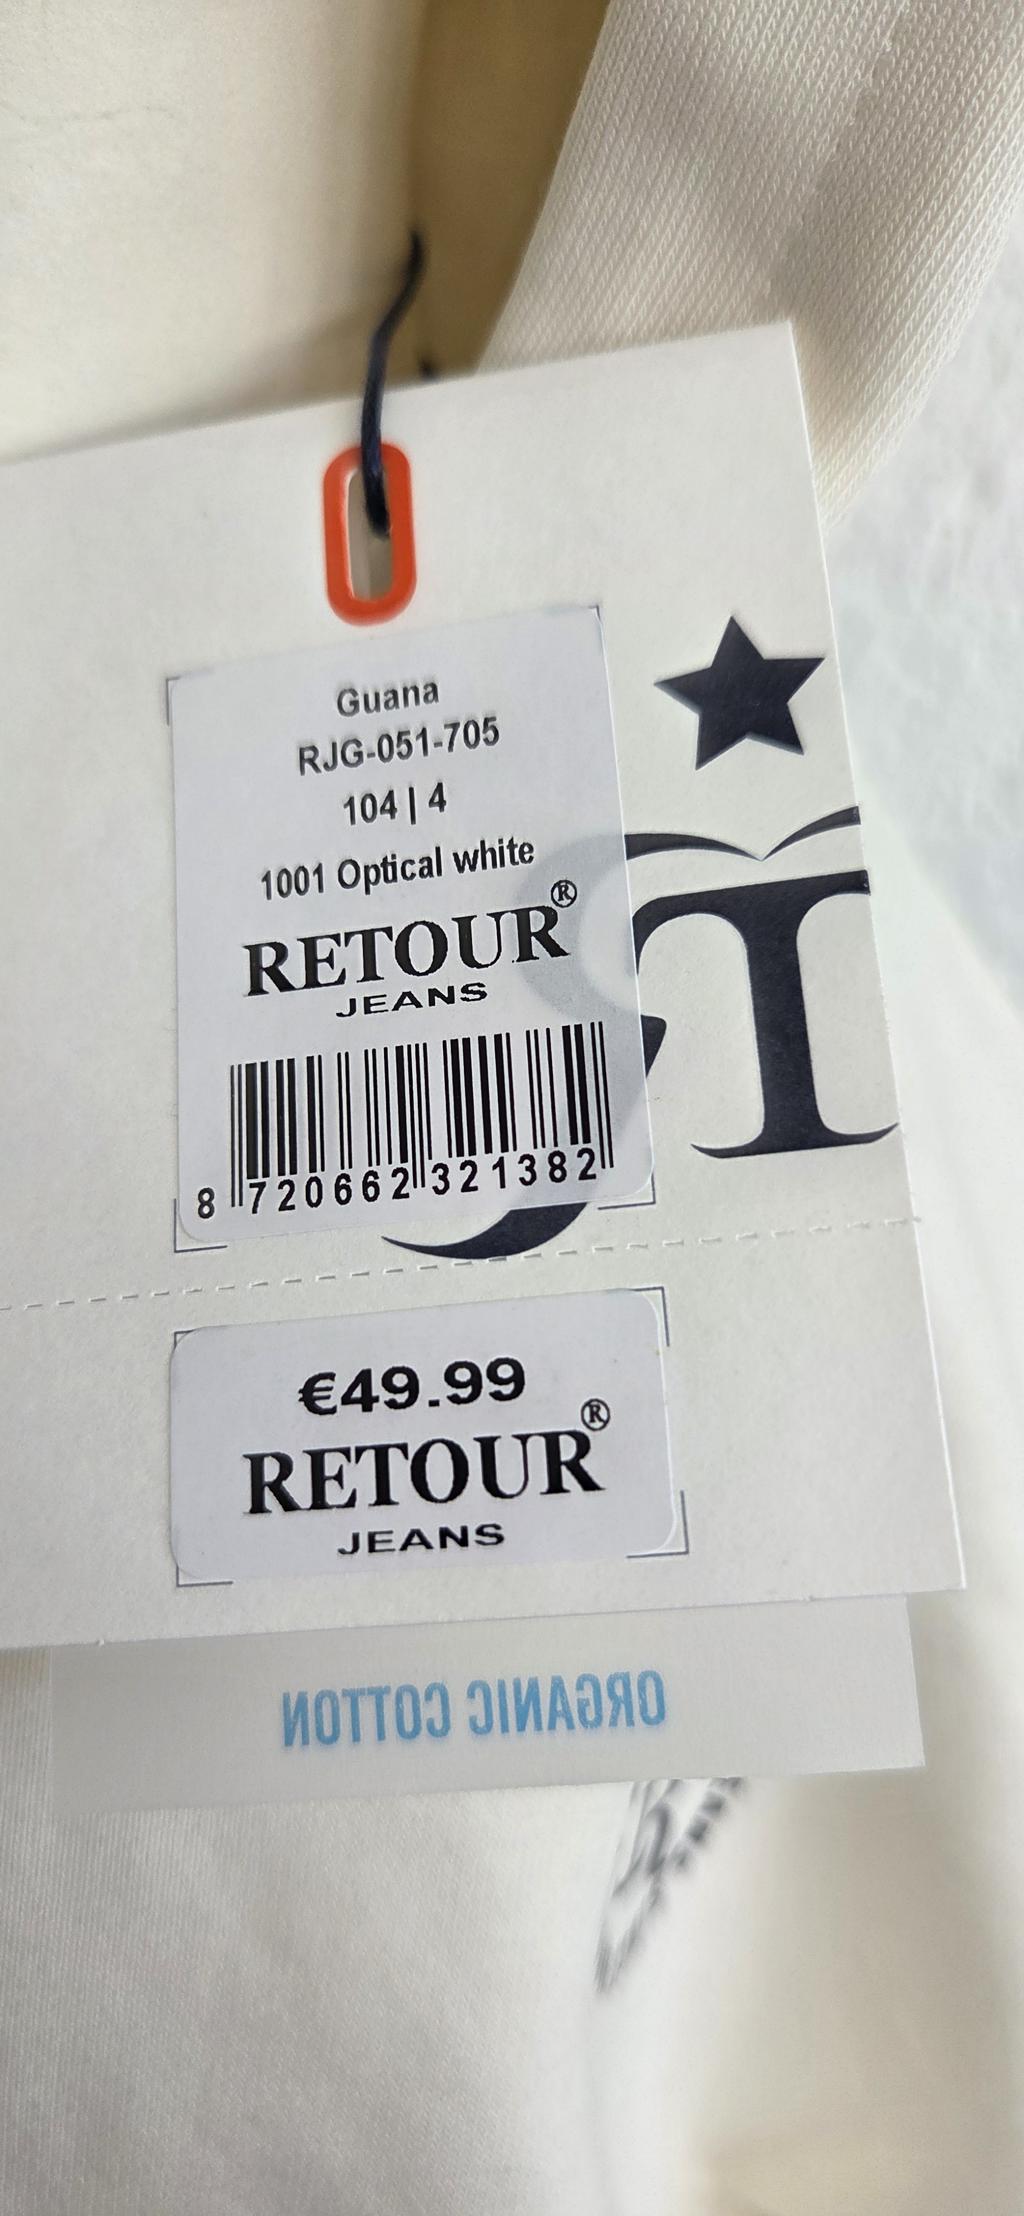 Guana
RJG-051-705
104 | 4
1001 Optical white
RETOUR®
JEANS
8 720662 321382
€49.99
RETOUR®
JEANS
ORGANIC COTTON